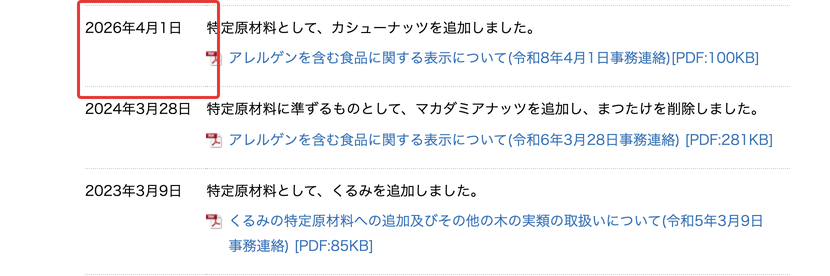 2026年4月1日 特定原材料として、カシューナッツを追加しました。
アレルゲンを含む食品に関する表示について(令和8年4月1日事務連絡)[PDF:100KB]
2024年3月28日 特定原材料に準ずるものとして、マカダミアナッツを追加し、まつたけを削除しました。
アレルゲンを含む食品に関する表示について(令和6年3月28日事務連絡) [PDF:281KB]
2023年3月9日 特定原材料として、くるみを追加しました。
くるみの特定原材料への追加及びその他の木の実類の取扱いについて(令和5年3月9日
事務連絡) [PDF:85KB]